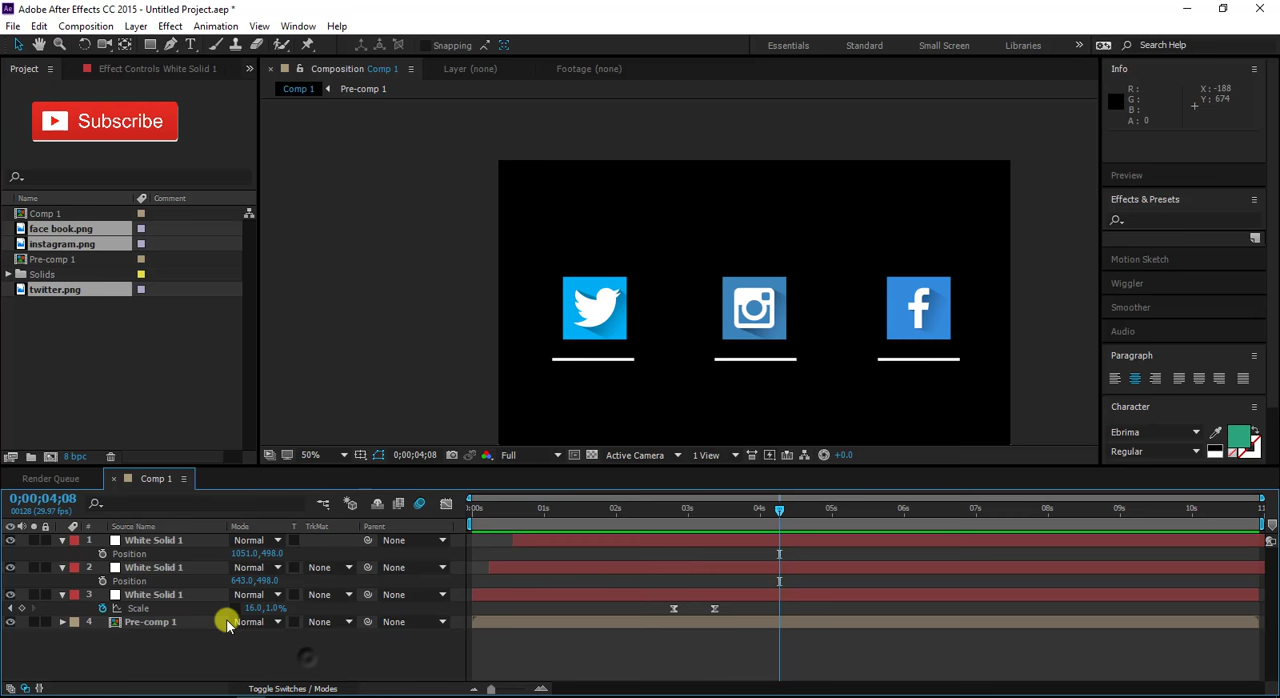 Adobe After Effects CC 2015 - Untitled Project.aep *
File Edit Composition Layer Effect Animation View Window Help
Snapping Essentials Standard Small Screen Libraries Search Help
Project Effect Controls White Solid 1 Composition Comp 1 Layer (none) Footage (none) Info
Comp 1 Pre-comp 1
R: X: -188
G: Y: 674
B:
A: 0
Subscribe
Preview
Name Comment
Effects & Presets
Comp 1
face book.png
instagram.png
Pre-comp 1
Solids
twitter.png
Motion Sketch
Wiggler
Smoother
Audio
Paragraph
Character
Ebrima
Regular
8 bpc 50% 0;00;04;08 Full Active Camera 1 View +0.0
Render Queue Comp 1
0;00;04;08
00128 (29.97 fps)
:00s 01s 02s 03s 04s 05s 06s 07s 08s 09s 10s 11
# Source Name Mode T TrkMat Parent
1 White Solid 1 Normal None
Position 1051.0,498.0
2 White Solid 1 Normal None None
Position 643.0,498.0
3 White Solid 1 Normal None None
Scale 16.0,1.0%
4 Pre-comp 1 Normal None None
Toggle Switches / Modes